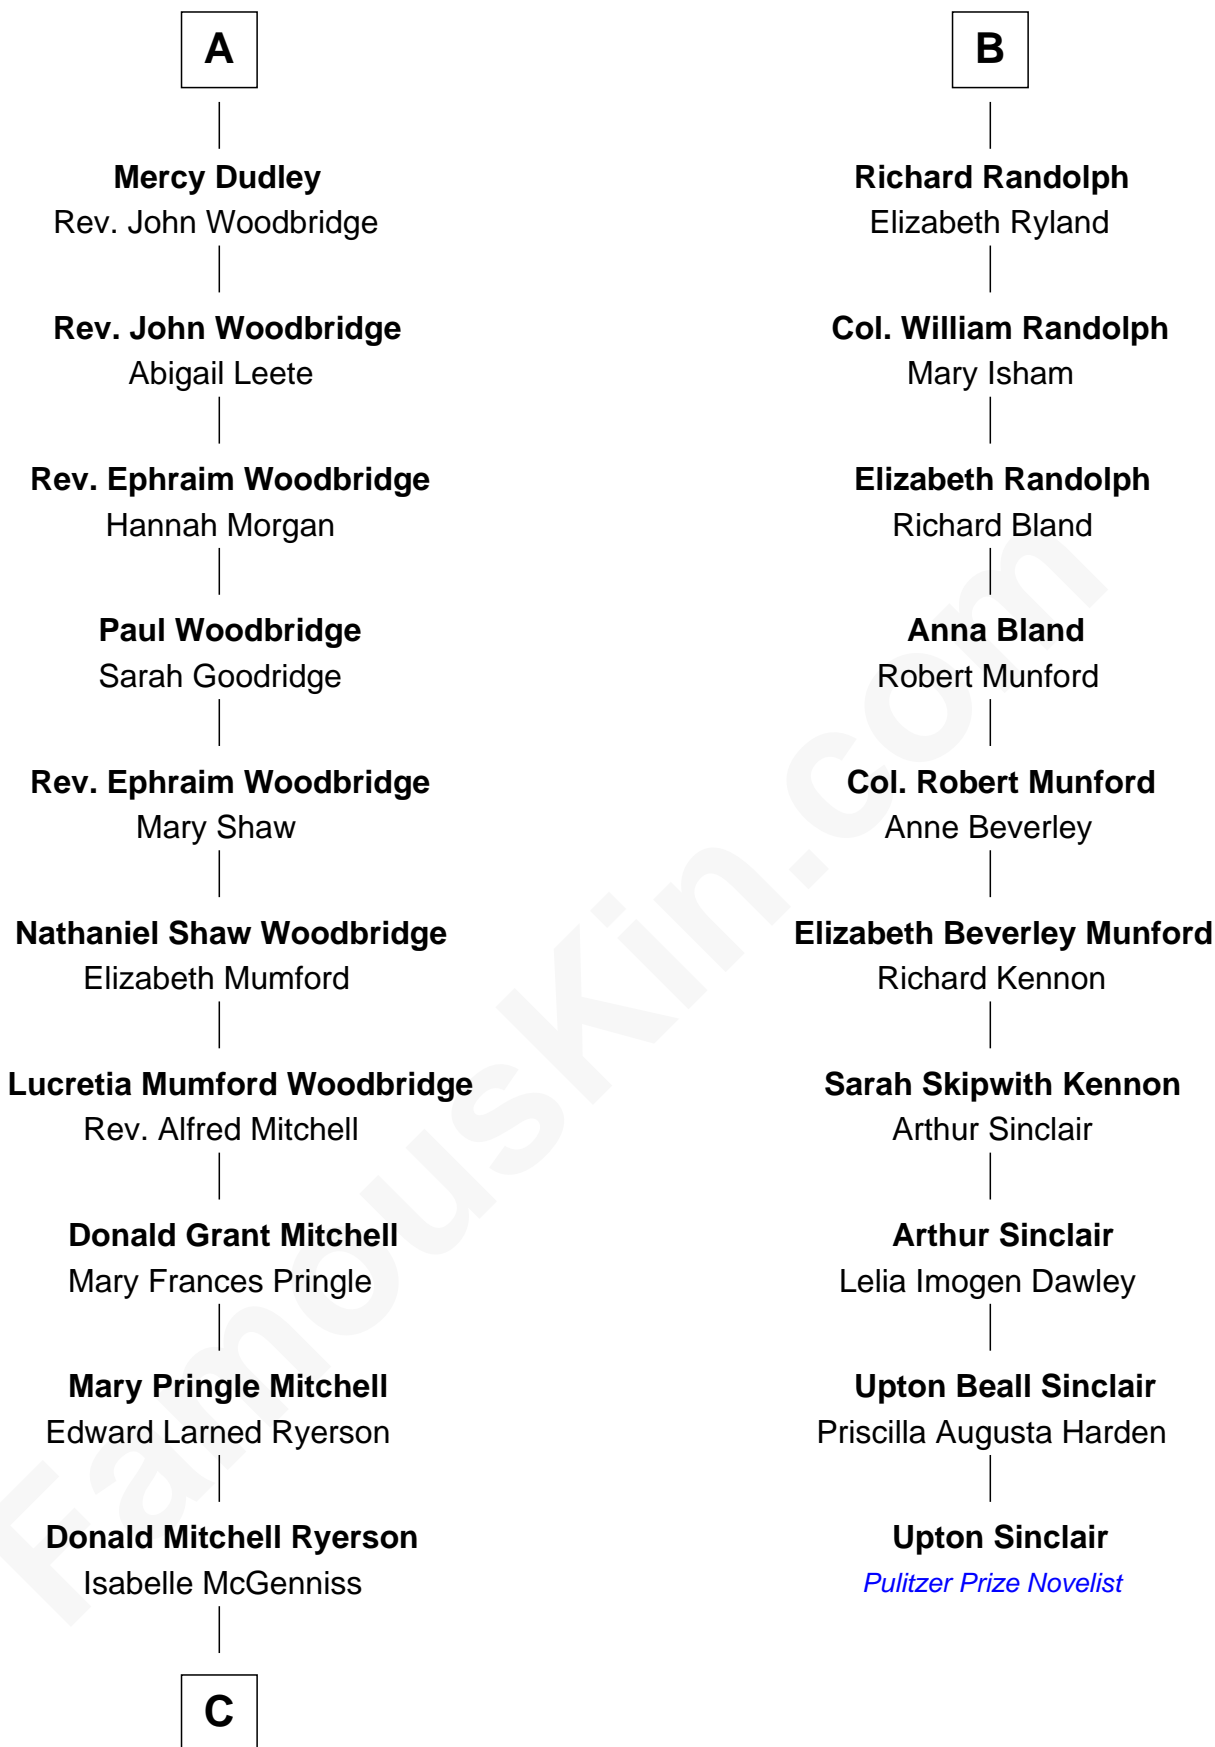 A
Mercy Dudley
Rev. John Woodbridge
Rev. John Woodbridge
Abigail Leete
Rev. Ephraim Woodbridge
Hannah Morgan
Paul Woodbridge
Sarah Goodridge
Rev. Ephraim Woodbridge
Mary Shaw
Nathaniel Shaw Woodbridge
Elizabeth Mumford
Lucretia Mumford Woodbridge
Rev. Alfred Mitchell
Donald Grant Mitchell
Mary Frances Pringle
Mary Pringle Mitchell
Edward Larned Ryerson
Donald Mitchell Ryerson
Isabelle McGenniss
C
B
Richard Randolph
Elizabeth Ryland
Col. William Randolph
Mary Isham
Elizabeth Randolph
Richard Bland
Anna Bland
Robert Munford
Col. Robert Munford
Anne Beverley
Elizabeth Beverley Munford
Richard Kennon
Sarah Skipwith Kennon
Arthur Sinclair
Arthur Sinclair
Lelia Imogen Dawley
Upton Beall Sinclair
Priscilla Augusta Harden
Upton Sinclair
Pulitzer Prize Novelist
FamousKin.com